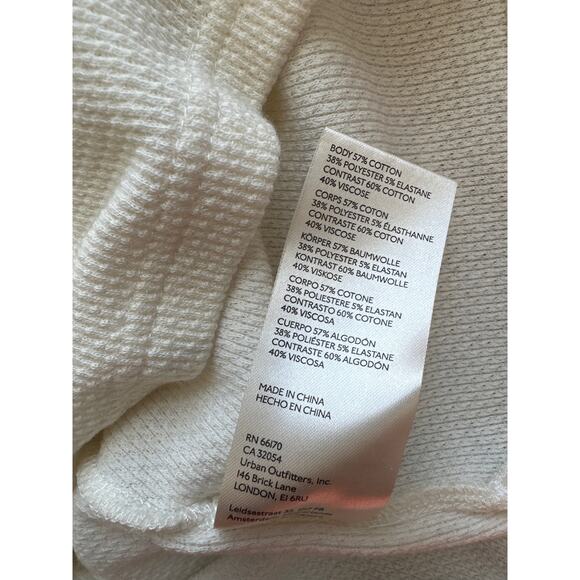 BODY 57% COTTON
38% POLYESTER 5% ELASTANE
CONTRAST 60% COTTON
40% VISCOSE
CORPS 57% COTON
38% POLYESTER 5% ÉLASTHANNE
CONTRASTE 60% COTON
40% VISCOSE
KÖRPER 57% BAUMWOLLE
38% POLYESTER 5% ELASTAN
KONTRAST 60% BAUMWOLLE
40% VISKOSE
CORPO 57% COTONE
38% POLIESTERE 5% ELASTAN
CONTRASTO 60% COTONE
40% VISCOSA
CUERPO 57% ALGODÓN
38% POLIÉSTER 5% ELASTANE
CONTRASTE 60% ALGODÓN
40% VISCOSA
MADE IN CHINA
HECHO EN CHINA
RN 66170
CA 32054
Urban Outfitters, Inc.
146 Brick Lane
LONDON, E1 6RU
Leidsestraat
Amsterdam